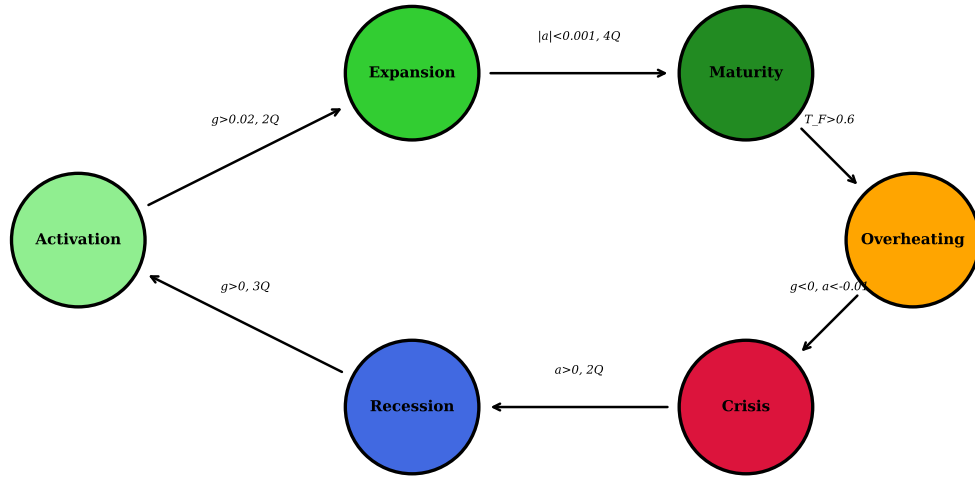 |a|<0.001, 4Q
Expansion
Maturity
g>0.02, 2Q
T_F>0.6
Activation
Overheating
g>0, 3Q
g<0, a<-0.01
a>0, 2Q
Recession
Crisis